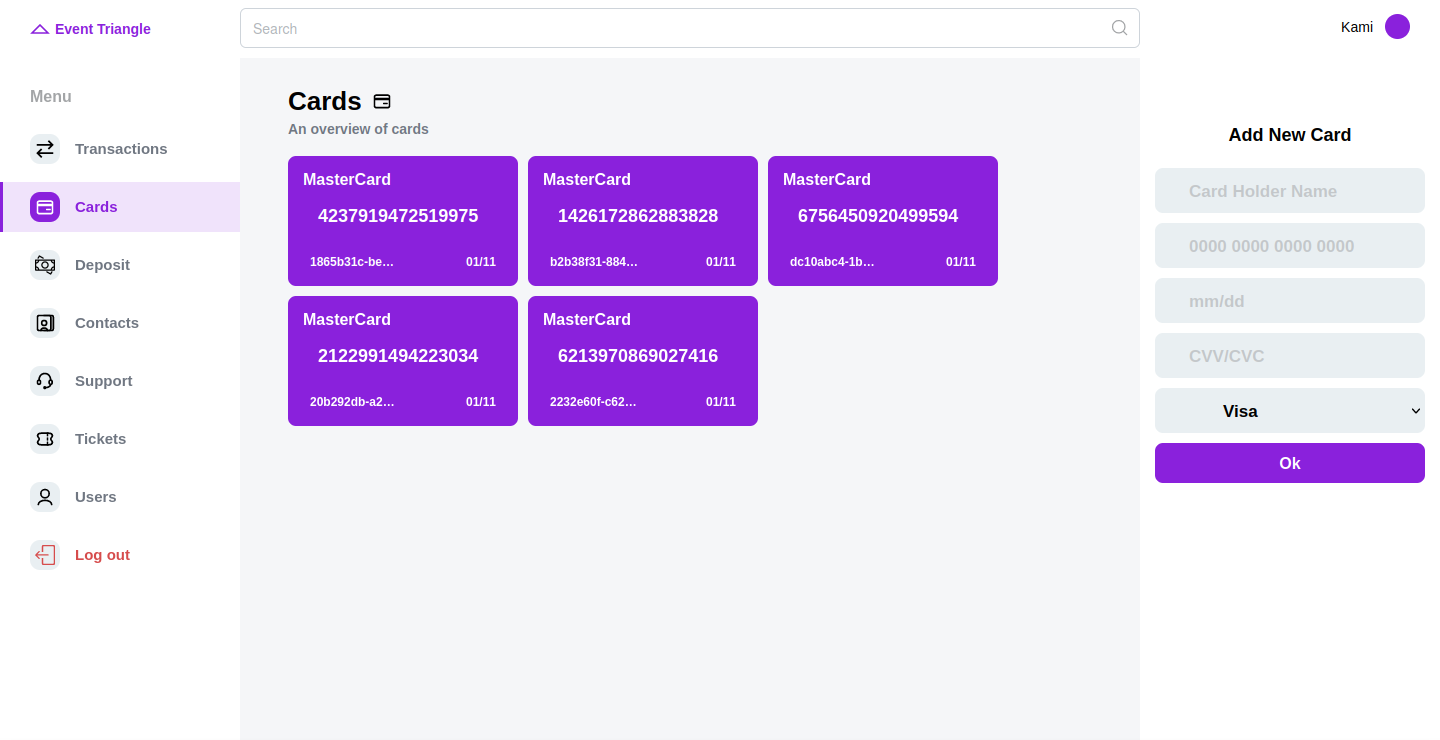 Event Triangle
Search
Kami
Menu
Transactions
Cards
Deposit
Contacts
Support
Tickets
Users
Log out
Cards
An overview of cards
MasterCard
4237919472519975
1865b31c-be... 01/11
MasterCard
1426172862883828
b2b38f31-884... 01/11
MasterCard
6756450920499594
dc10abc4-1b... 01/11
MasterCard
2122991494223034
20b292db-a2... 01/11
MasterCard
6213970869027416
2232e60f-c62... 01/11
Add New Card
Card Holder Name
0000 0000 0000 0000
mm/dd
CVV/CVC
Visa
Ok